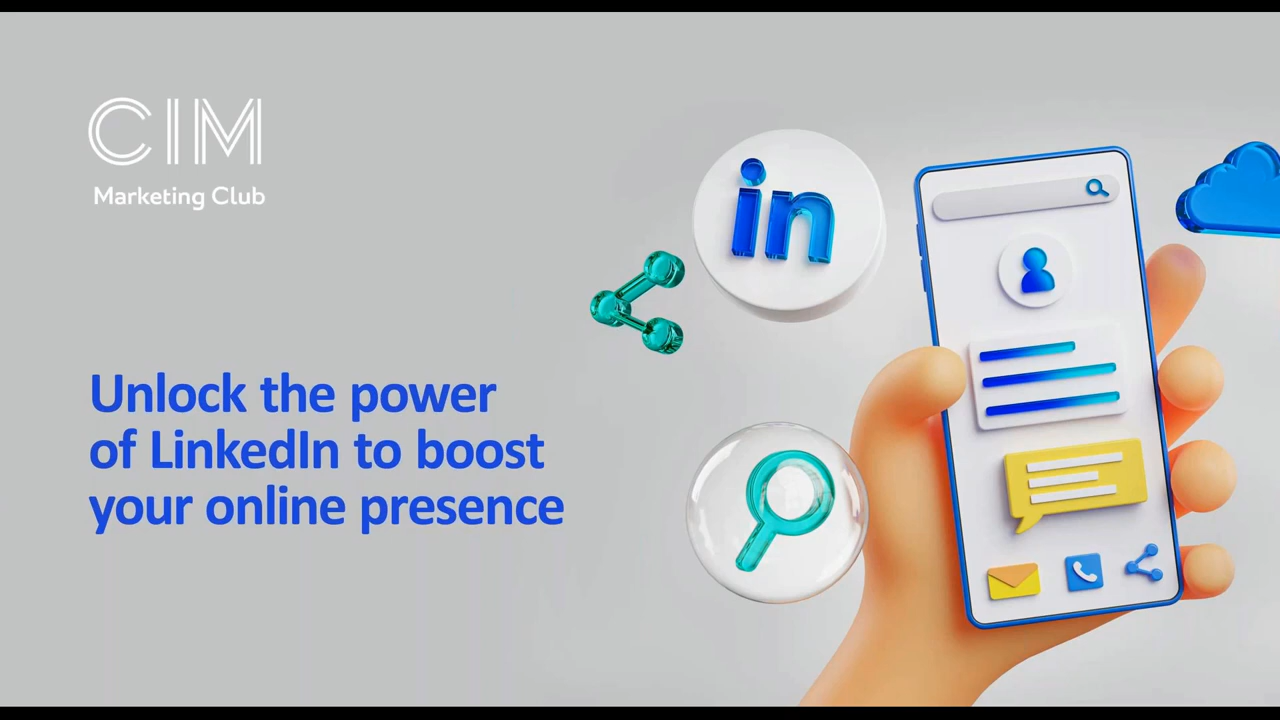 CIM
Marketing Club
in
Unlock the power
of LinkedIn to boost
your online presence